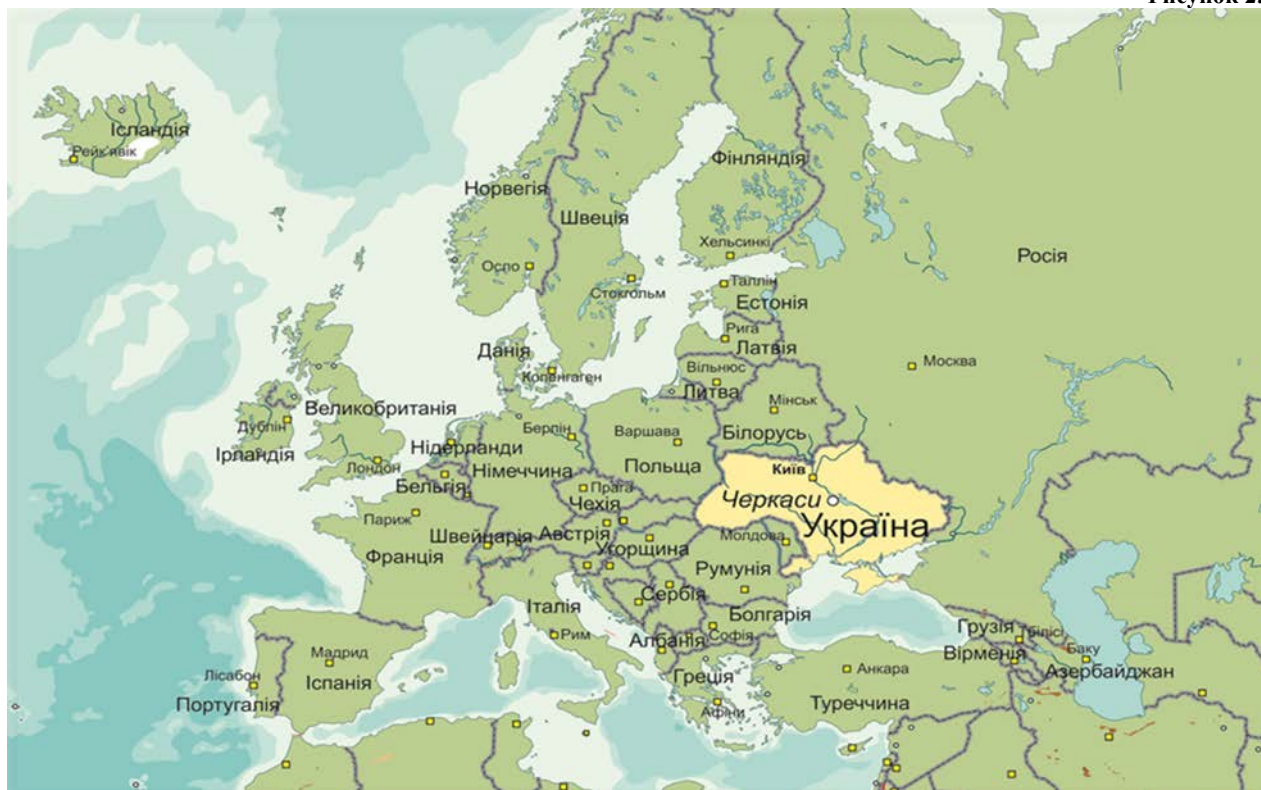 Рисунок 2.
Ісландія
Рейк'явік
Фінляндія
Норвегія
Швеція
Хельсинкі
Росія
Осло
Стокгольм
Таллін
Естонія
Рига
Латвія
Данія
Москва
Вільнюс
Копенгаген
Литва
Великобританія
Мінськ
Дублін
Берлін
Варшава
Білорусь
Нідерланди
Ірландія
Лондон
Німеччина
Польща
Київ
Бельгія
Прага
Черкаси
Чехія
Париж
Україна
Швейцарія
Австрія
Молдова
Франція
Угорщина
Румунія
Сербія
Італія
Болгарія
Рим
Софія
Грузія
Тбілісі
Албанія
Мадрид
Вірменія
Баку
Лісабон
Іспанія
Греція
Анкара
Азербайджан
Португалія
Туреччина
Афіни